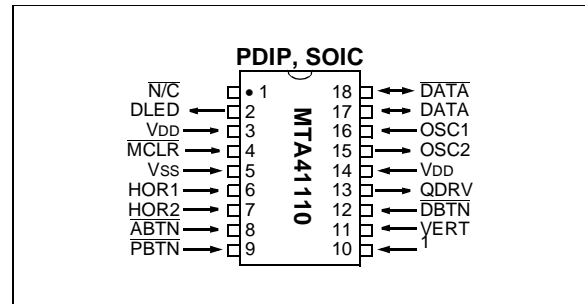 PDIP, SOIC
N/C 1 18 DATA
DLED 2 17 DATA
VDD 3 16 OSC1
MCLR 4 15 OSC2
VSS 5 14 VDD
HOR1 6 13 QDRV
HOR2 7 12 DBTN
ABTN 8 11 VERT
PBTN 9 10 1
MTA41110